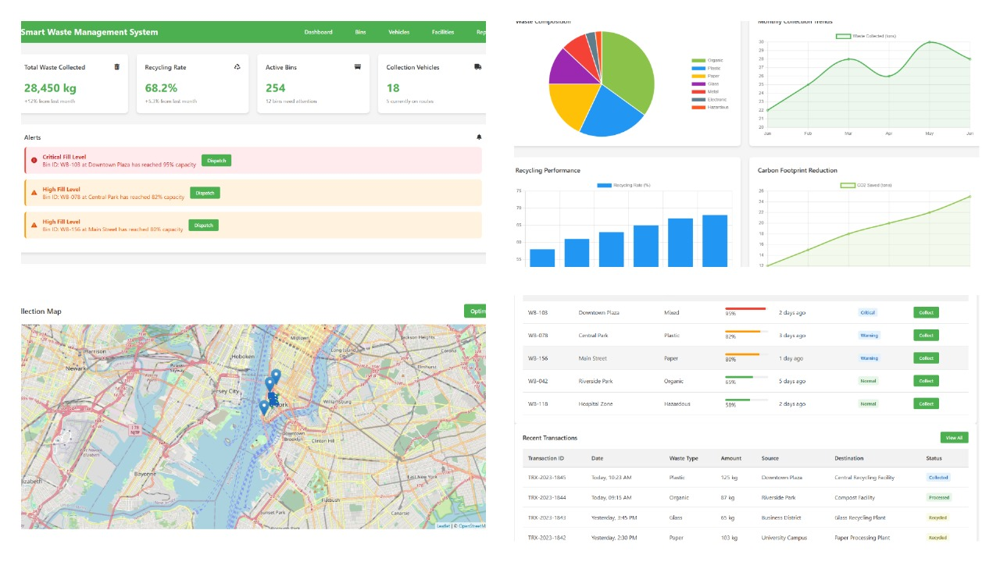 Smart Waste Management System
Dashboard Bins Vehicles Facilities Rep
Total Waste Collected
28,450 kg
+12% from last month
Recycling Rate
68.2%
+5.3% from last month
Active Bins
254
12 bins need attention
Collection Vehicles
18
5 currently on routes
Alerts
Critical Fill Level
Bin ID: WB-103 at Downtown Plaza has reached 95% capacity
Dispatch
High Fill Level
Bin ID: WB-078 at Central Park has reached 82% capacity
Dispatch
High Fill Level
Bin ID: WB-156 at Main Street has reached 80% capacity
Dispatch
Waste Composition
Organic
Plastic
Paper
Glass
Metal
Electronic
Hazardous
Monthly Collection Trends
Waste Collected (tons)
30
29
28
27
26
25
24
23
22
21
20
Jan Feb Mar Apr May Jun
Recycling Performance
Recycling Rate (%)
75
70
65
60
55
Carbon Footprint Reduction
CO2 Saved (tons)
26
24
22
20
18
16
14
12
llection Map
Optim
Midtown
Jackson Heights
Harrison
Hoboken
Long Island City
Corona
Newark
Elmhurst
Jersey City
Williamsburg
ork
Downtown Brooklyn
Clinton Hill
Bayonne
East New York
izabeth
Flatbush
Sunset Park
Canarsie
Leaflet | © OpenStreetM
WB-103 Downtown Plaza Mixed 95% 2 days ago Critical Collect
WB-078 Central Park Plastic 82% 3 days ago Warning Collect
WB-156 Main Street Paper 80% 1 day ago Warning Collect
WB-042 Riverside Park Organic 65% 5 days ago Normal Collect
WB-118 Hospital Zone Hazardous 58% 2 days ago Normal Collect
Recent Transactions
View All
Transaction ID Date Waste Type Amount Source Destination Status
TRX-2023-1845 Today, 10:23 AM Plastic 125 kg Downtown Plaza Central Recycling Facility Collected
TRX-2023-1844 Today, 09:15 AM Organic 87 kg Riverside Park Compost Facility Processed
TRX-2023-1843 Yesterday, 3:45 PM Glass 65 kg Business District Glass Recycling Plant Recycled
TRX-2023-1842 Yesterday, 2:30 PM Paper 103 kg University Campus Paper Processing Plant Recycled